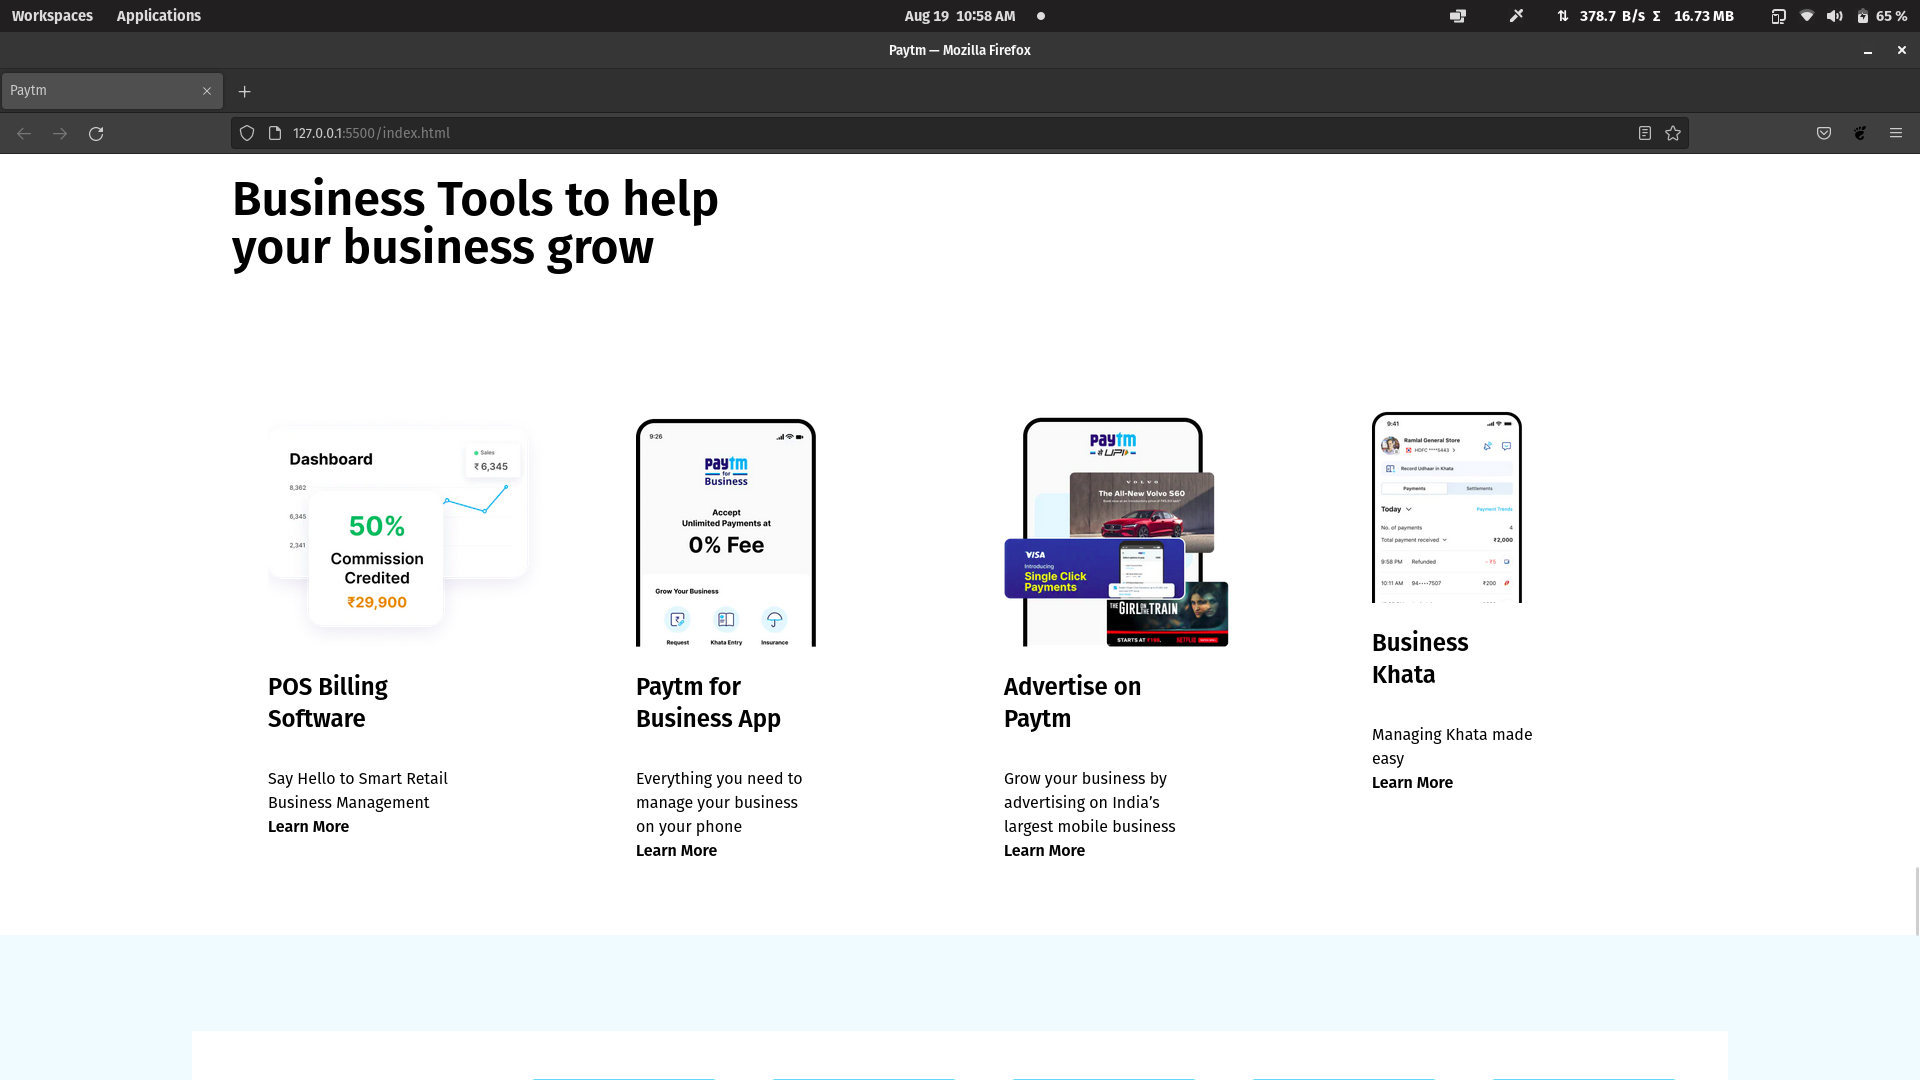 Workspaces Applications Aug 19 10:58 AM 378.7 B/s Σ 16.73 MB 65 %
Paytm — Mozilla Firefox
Paytm
127.0.0.1:5500/index.html
Business Tools to help
your business grow
Dashboard
Sales
₹ 6,345
8,362
6,345
2,341
50%
Commission
Credited
₹29,900
POS Billing
Software
Say Hello to Smart Retail
Business Management
Learn More
9:26
paytm
for
Business
Accept
Unlimited Payments at
0% Fee
Grow Your Business
Request Khata Entry Insurance
Paytm for
Business App
Everything you need to
manage your business
on your phone
Learn More
paytm
UPI
VOLVO
The All-New Volvo S60
VISA
Introducing
Single Click
Payments
THE GIRL ON THE TRAIN
STARTS AT ₹199.
NETFLIX
Advertise on
Paytm
Grow your business by
advertising on India’s
largest mobile business
Learn More
9:41
Ramlal General Store
HDFC ****5443
Record Udhaar in Khata
Payments Settlements
Today Payment Trends
No. of payments 4
Total payment received ₹2,000
9:58 PM Refunded - ₹5
10:11 AM 94••••7507 ₹200
Business
Khata
Managing Khata made
easy
Learn More